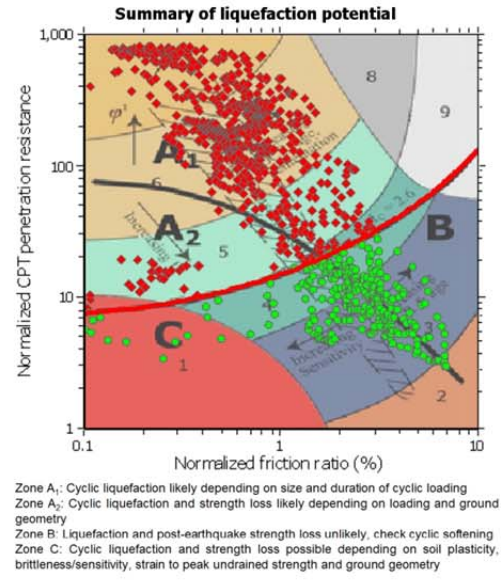 Summary of liquefaction potential
1,000
8
9
φ'
A1
100
6
Ic = 2.6
A2
B
Increasing
5
10
4
C
3
Increasing
Sensitivity
1
2
1
0.1
1
10
Normalized CPT penetration resistance
Normalized friction ratio (%)
Zone A1: Cyclic liquefaction likely depending on size and duration of cyclic loading
Zone A2: Cyclic liquefaction and strength loss likely depending on loading and ground
geometry
Zone B: Liquefaction and post-earthquake strength loss unlikely, check cyclic softening
Zone C: Cyclic liquefaction and strength loss possible depending on soil plasticity,
brittleness/sensitivity, strain to peak undrained strength and ground geometry